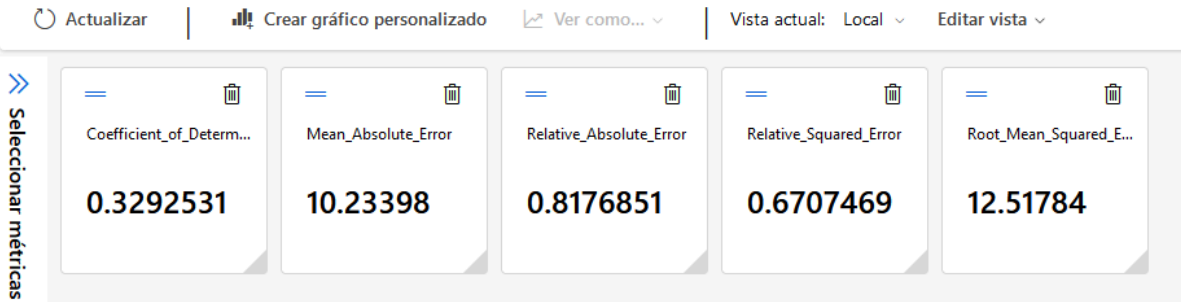 Actualizar Crear gráfico personalizado Ver como... Vista actual: Local Editar vista
Seleccionar métricas
Coefficient_of_Determ... Mean_Absolute_Error Relative_Absolute_Error Relative_Squared_Error Root_Mean_Squared_E...
0.3292531 10.23398 0.8176851 0.6707469 12.51784